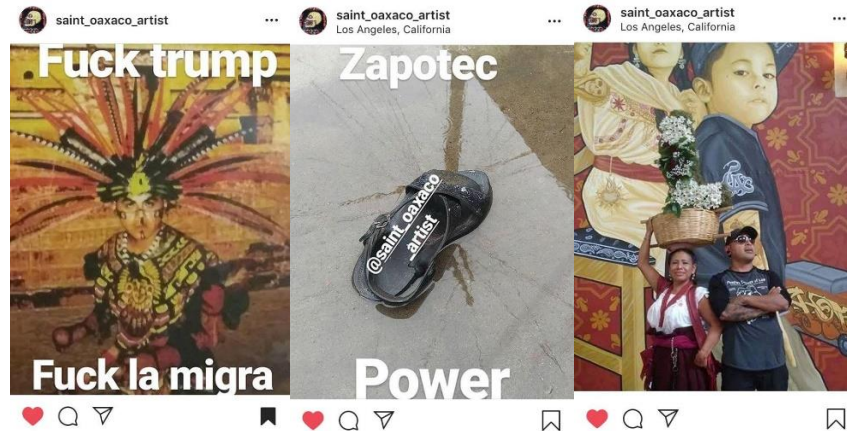 saint_oaxaco_artist
Fuck trump
Fuck la migra
saint_oaxaco_artist
Los Angeles, California
Zapotec
@saint_oaxaco
_artist
Power
saint_oaxaco_artist
Los Angeles, California